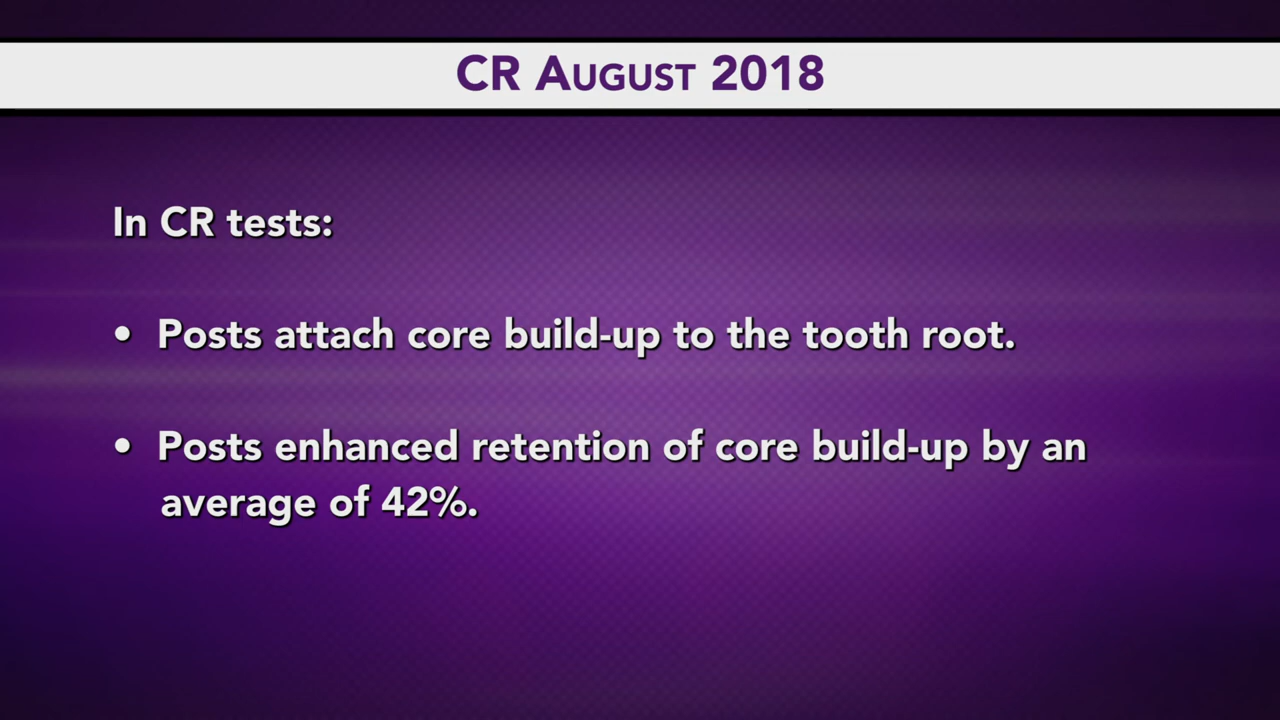 CR August 2018
In CR tests:
• Posts attach core build-up to the tooth root.
• Posts enhanced retention of core build-up by an
average of 42%.